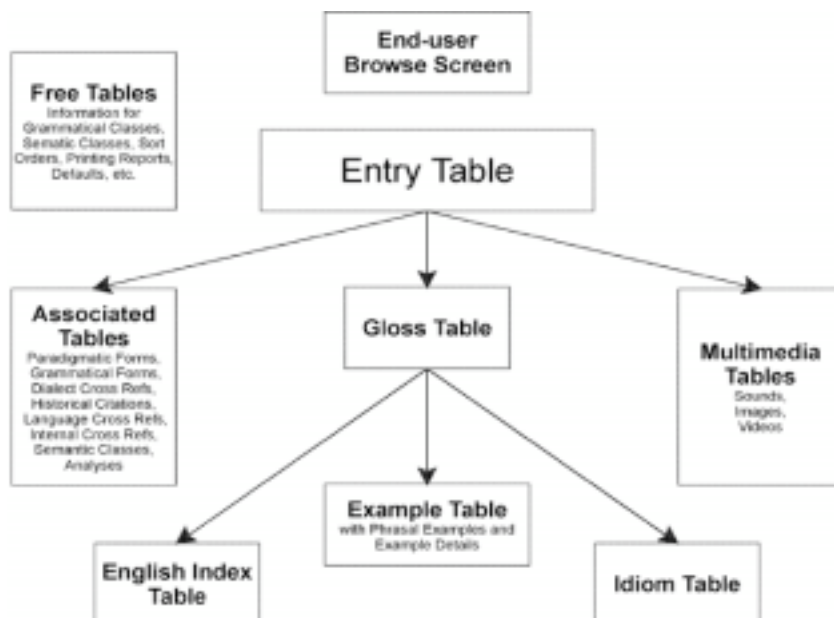 End-user
Browse Screen
Free Tables
Information for
Grammatical Classes,
Sematic Classes, Sort
Orders, Printing Reports,
Defaults, etc.
Entry Table
Associated
Tables
Paradigmatic Forms,
Grammatical Forms,
Dialect Cross Refs,
Historical Citations,
Language Cross Refs,
Internal Cross Refs,
Semantic Classes,
Analyses
Gloss Table
Multimedia
Tables
Sounds,
Images,
Videos
English Index
Table
Example Table
with Phrasal Examples and
Example Details
Idiom Table